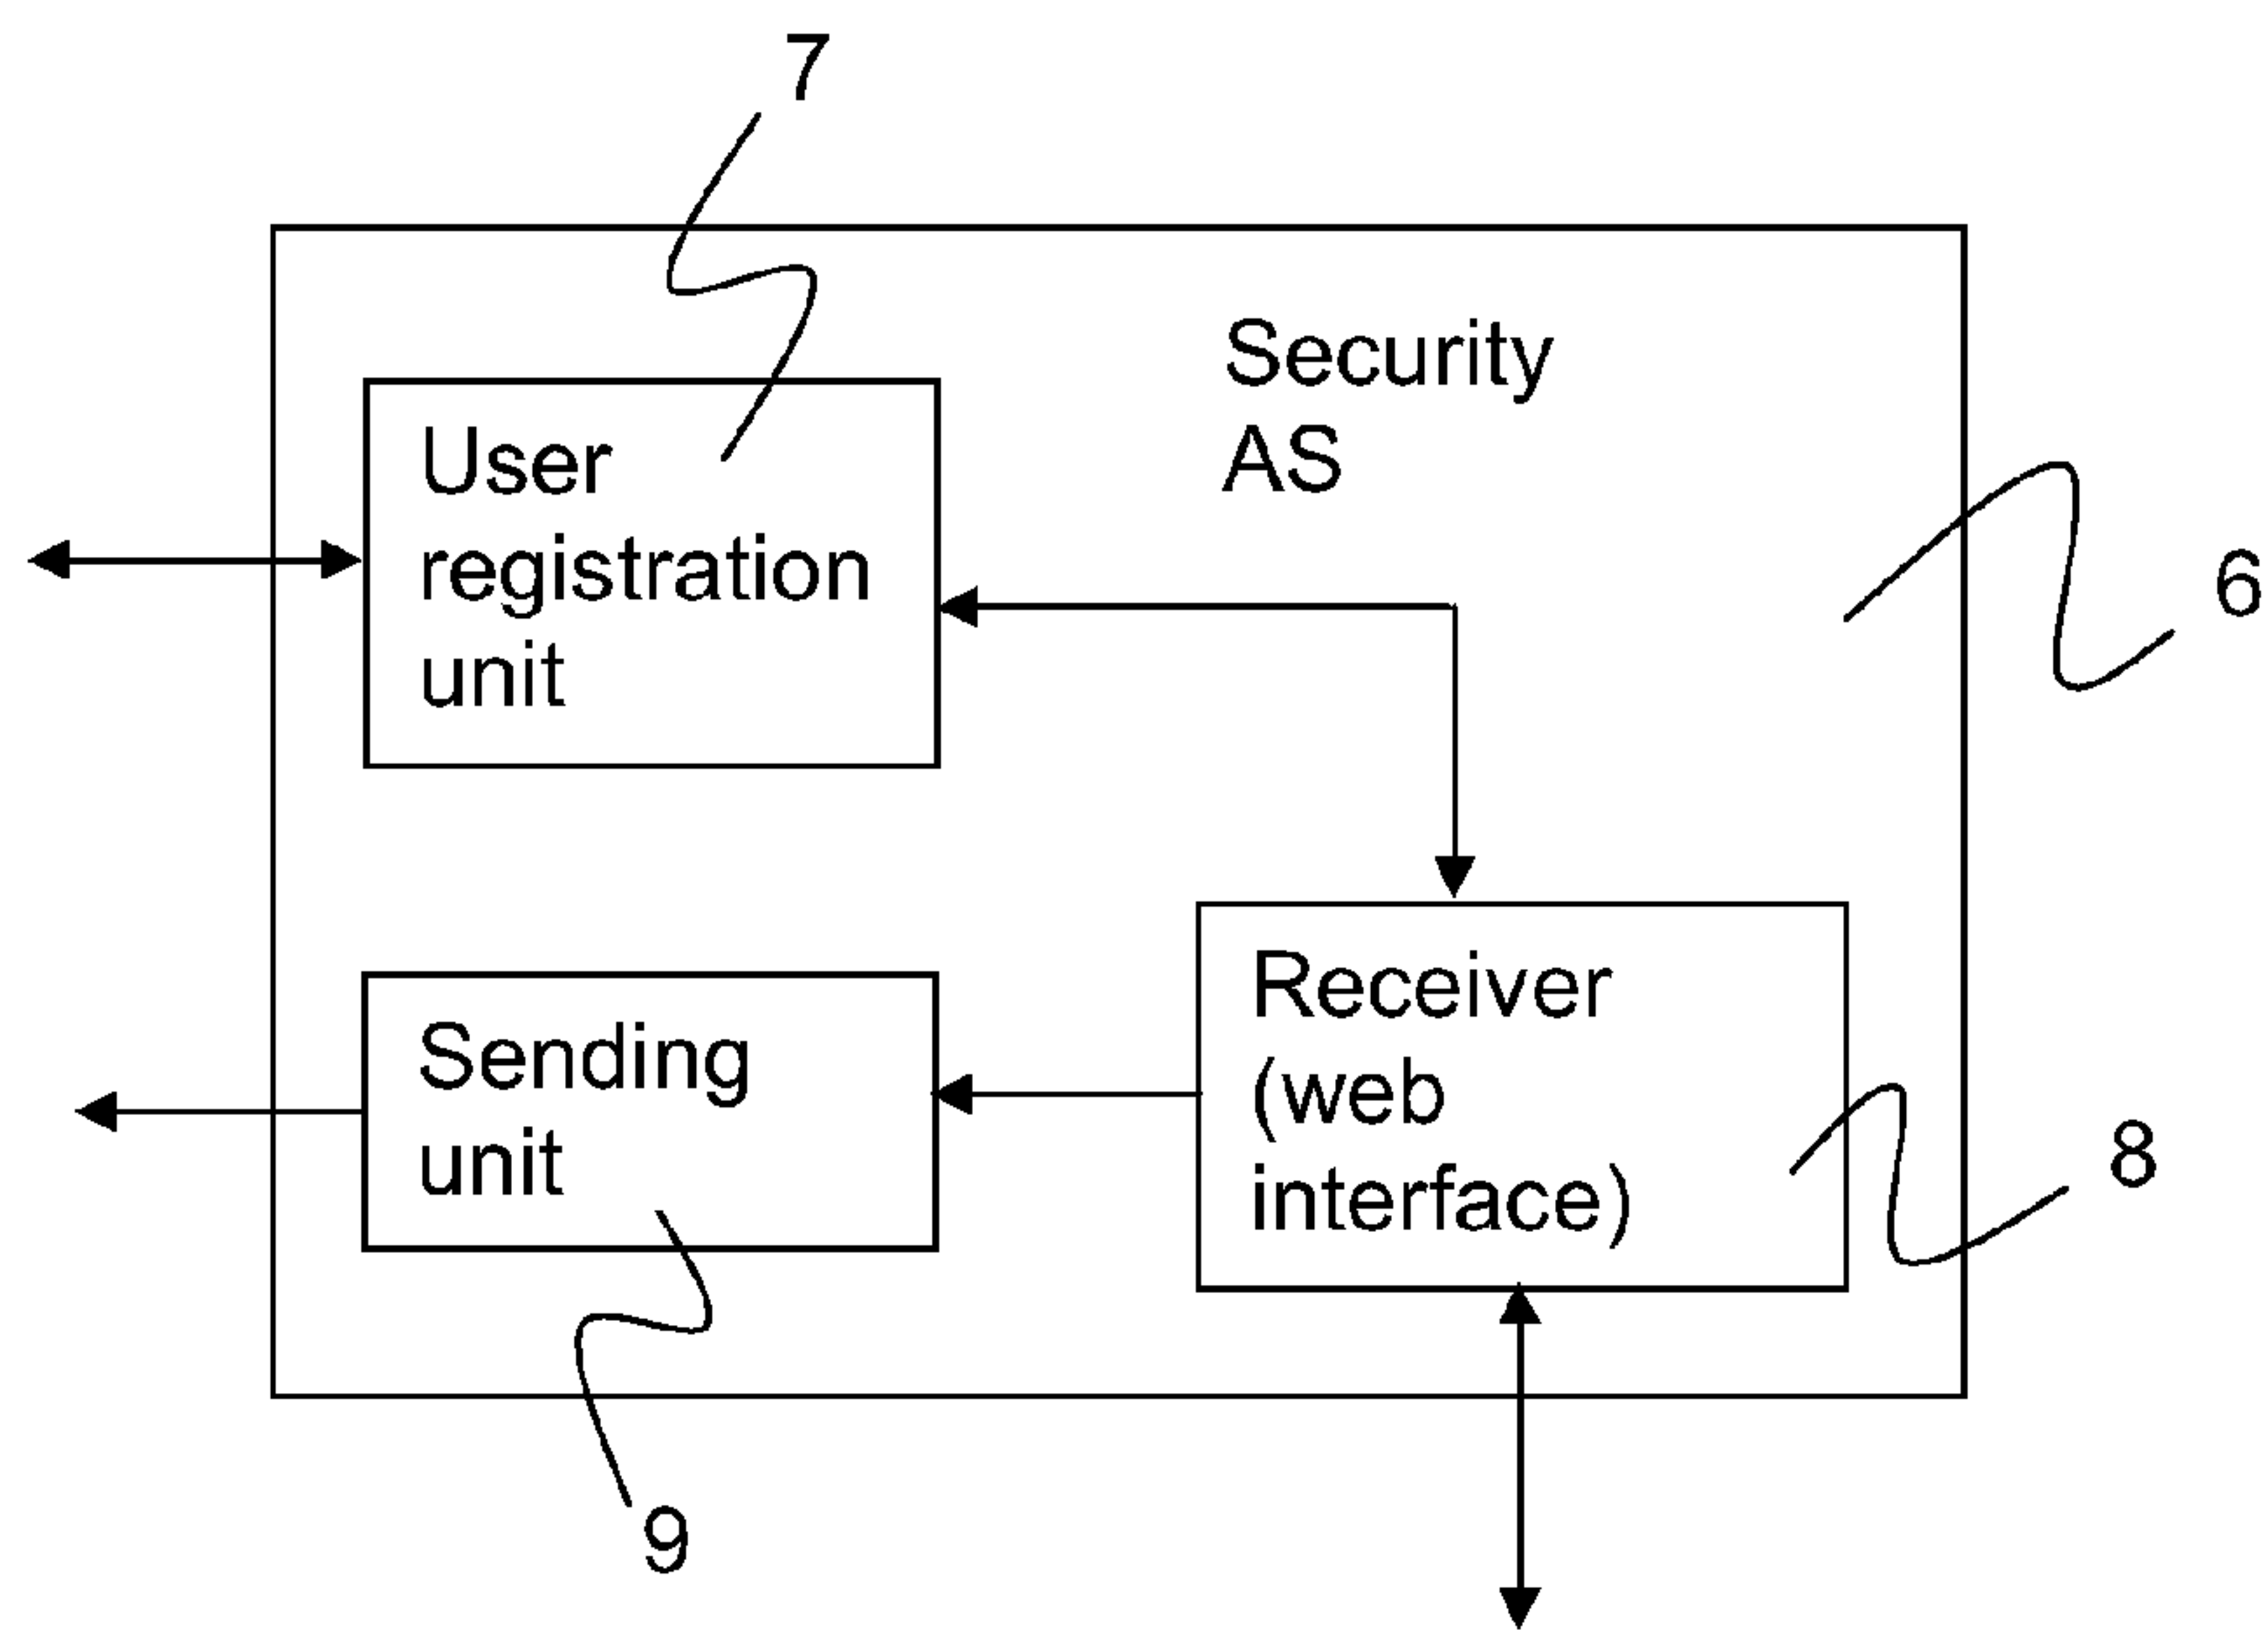 7
Security
AS
User
registration
unit
6
Receiver
(web
interface)
Sending
unit
8
9